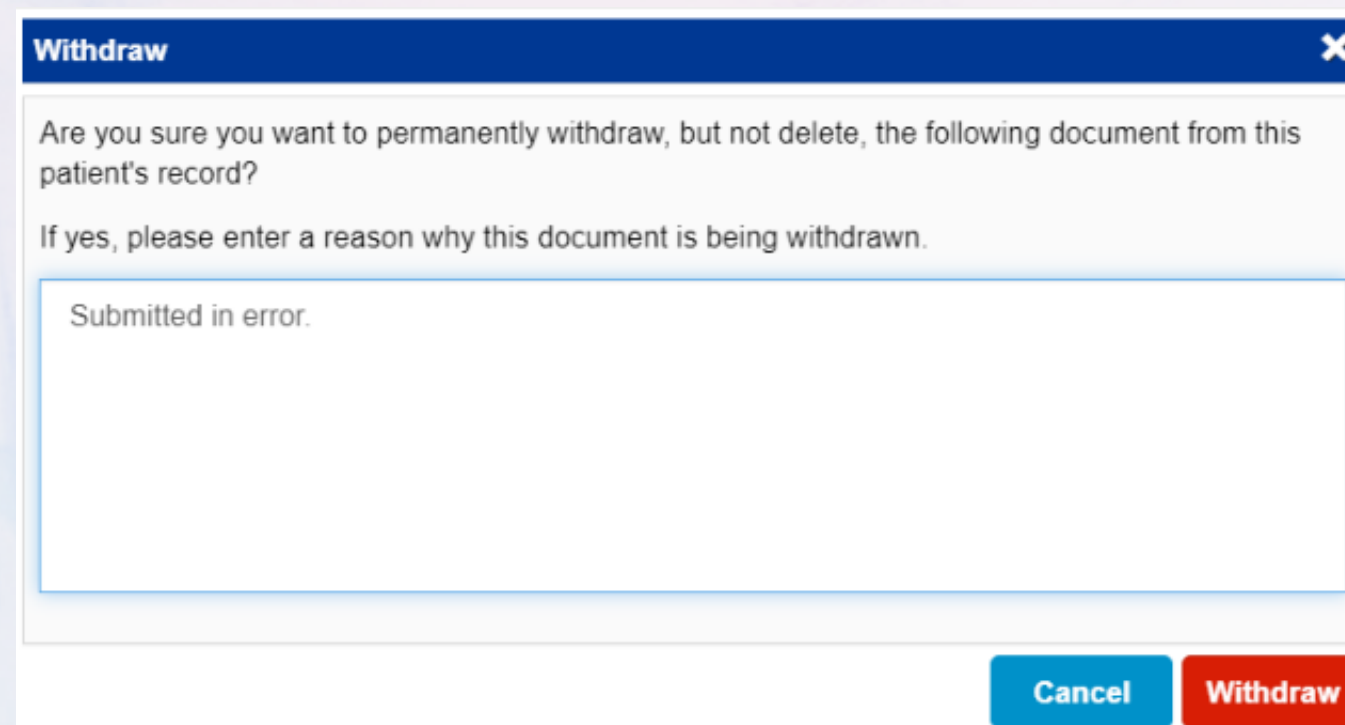 Withdraw
Are you sure you want to permanently withdraw, but not delete, the following document from this
patient's record?
If yes, please enter a reason why this document is being withdrawn.
Submitted in error.
Cancel
Withdraw